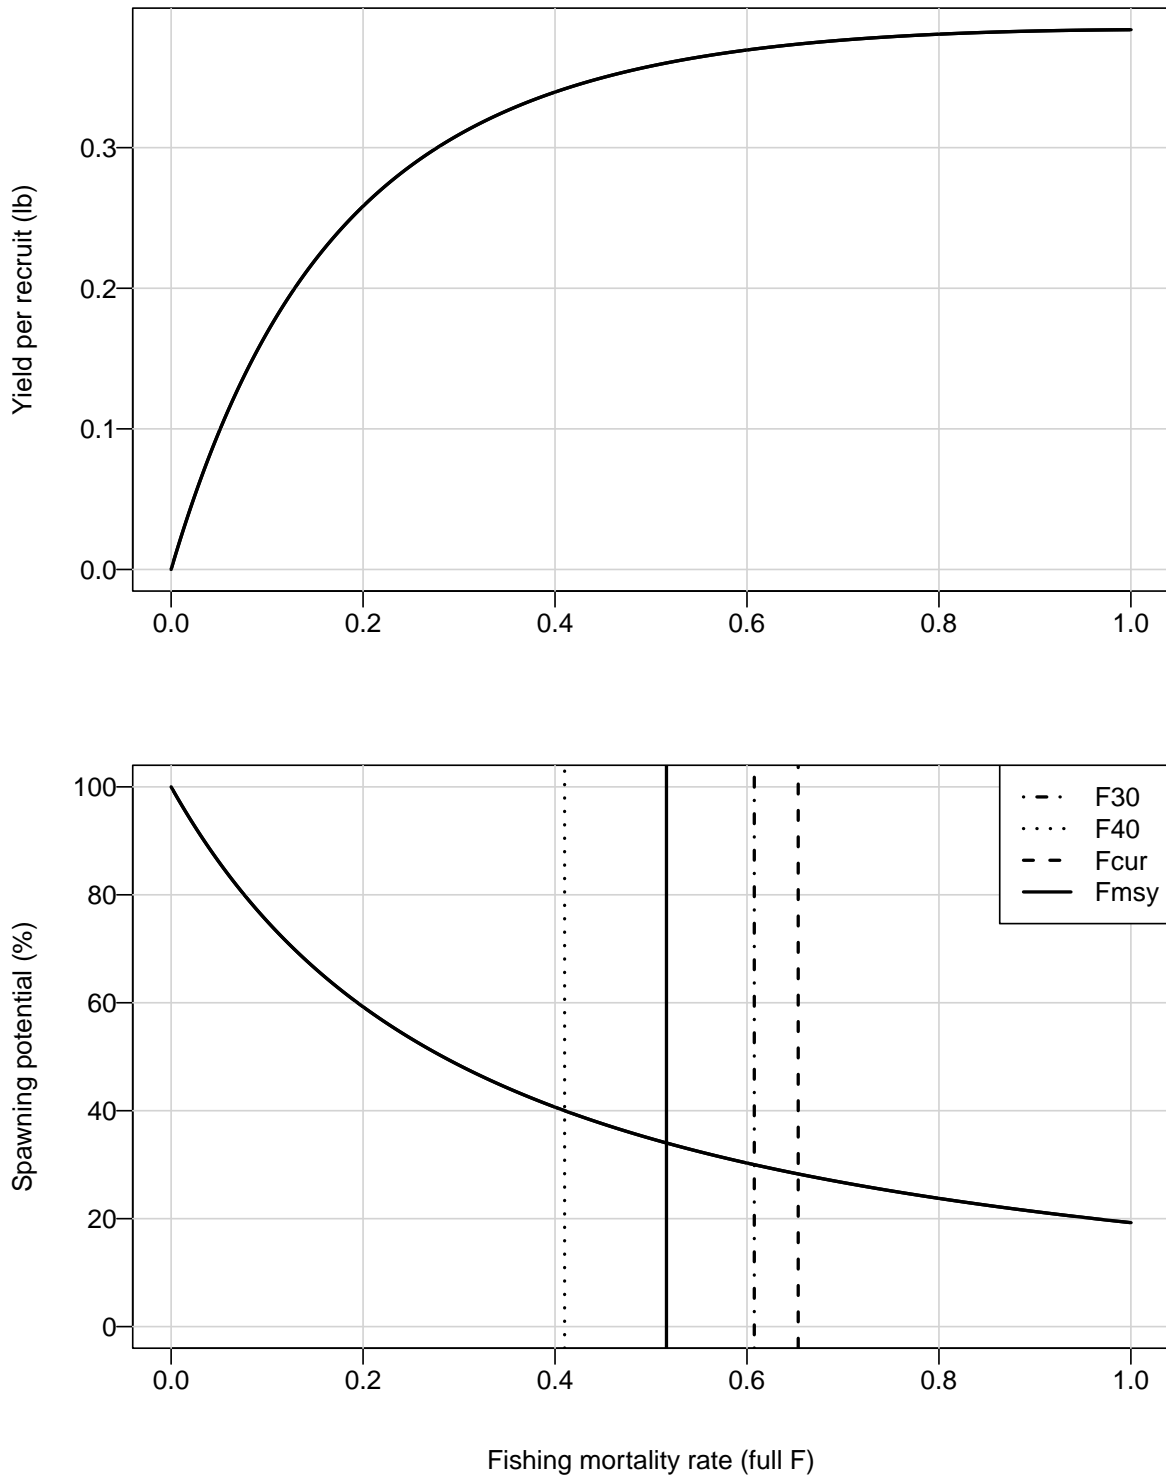 Yield per recruit (lb)
0.3
0.2
0.1
0.0
0.0 0.2 0.4 0.6 0.8 1.0
Spawning potential (%)
100
80
60
40
20
0
F30
F40
Fcur
Fmsy
0.0 0.2 0.4 0.6 0.8 1.0
Fishing mortality rate (full F)